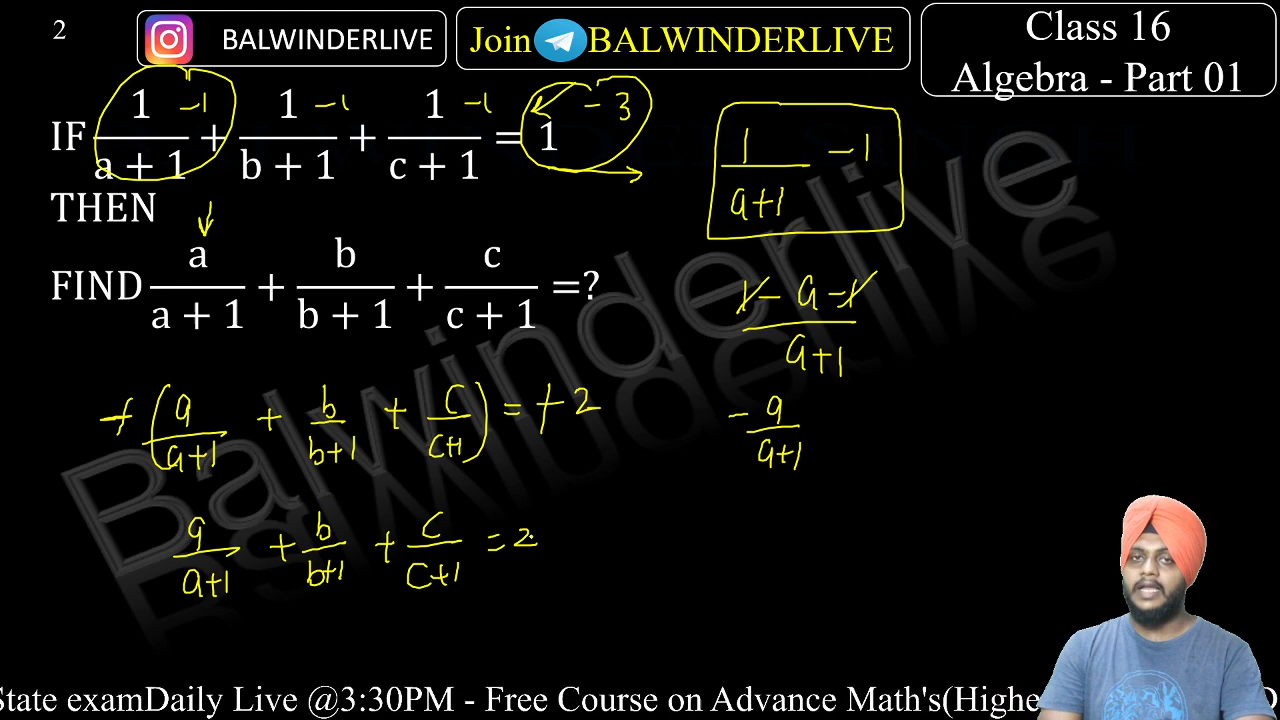 2
BALWINDERLIVE
Join BALWINDERLIVE
Class 16
Algebra - Part 01
IF 1/(a + 1) -1 + 1/(b + 1) -1 + 1/(c + 1) -1 = 1 - 3
THEN
FIND a/(a + 1) + b/(b + 1) + c/(c + 1) =?
-(a/(a+1) + b/(b+1) + c/(c+1)) = -2
a/(a+1) + b/(b+1) + c/(c+1) = 2
1/(a+1) -1
(1 - a - 1)/(a+1)
- a/(a+1)
Balwinderlive
State examDaily Live @3:30PM - Free Course on Advance Math's(Highe